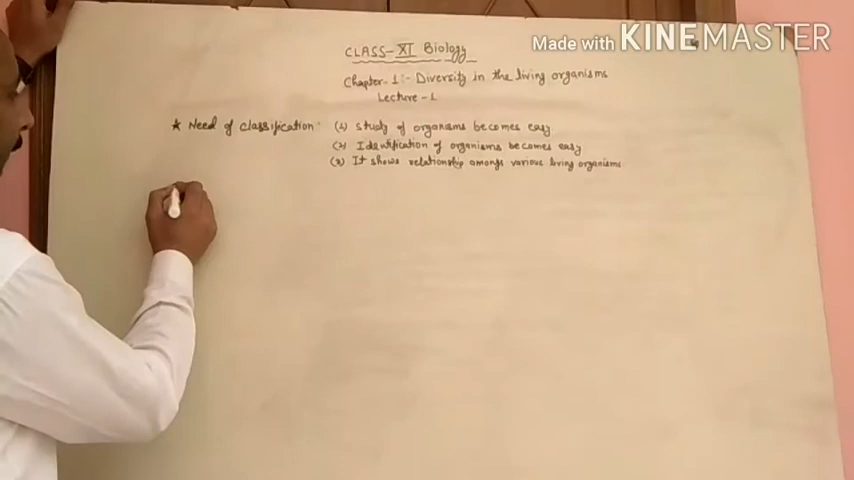 Made with KINEMASTER
CLASS-XI Biology
Chapter-1:- Diversity in the living organisms
Lecture-1
★ Need of classification: (1) study of organisms becomes easy
(2) Identification of organisms becomes easy
(3) It shows relationship amongs various living organisms